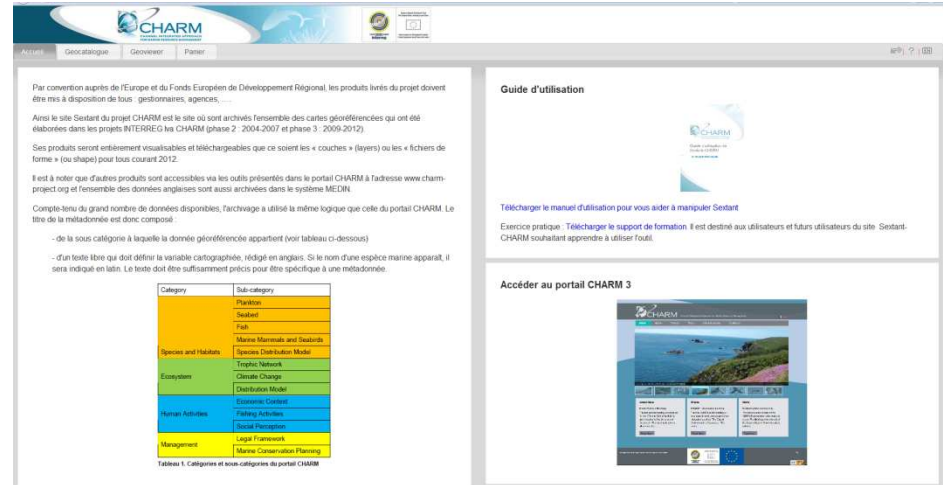 CHARM
CHANNEL INTEGRATED APPROACH
FOR MARINE RESOURCE MANAGEMENT
Accueil Geocatalogue Geoviewer Panier
Par convention auprès de l'Europe et du Fonds Européen de Développement Régional, les produits livrés du projet doivent
être mis à disposition de tous : gestionnaires, agences, .....
Ainsi le site Sextant du projet CHARM est le site où sont archivés l'ensemble des cartes géoréférencées qui ont été
élaborées dans les projets INTERREG Iva CHARM (phase 2 : 2004-2007 et phase 3 : 2009-2012).
Ses produits seront entièrement visualisables et téléchargeables que ce soient les « couches » (layers) ou les « fichiers de
forme » (ou shape) pour tous courant 2012.
Il est à noter que d'autres produits sont accessibles via les outils présentés dans le portail CHARM à l'adresse www.charm-
project.org et l'ensemble des données anglaises sont aussi archivées dans le système MEDIN.
Compte-tenu du grand nombre de données disponibles, l'archivage a utilisé la même logique que celle du portail CHARM. Le
titre de la métadonnée est donc composé :
- de la sous catégorie à laquelle la donnée géoréférencée appartient (voir tableau ci-dessous)
- d'un texte libre qui doit définir la variable cartographiée, rédigé en anglais. Si le nom d'une espèce marine apparaît, il
sera indiqué en latin. Le texte doit être suffisamment précis pour être spécifique à une métadonnée.
Category Sub-category
Plankton
Seabed
Fish
Marine Mammals and Seabirds
Species and Habitats Species Distribution Model
Trophic Network
Ecosystem Climate Change
Distribution Model
Economic Context
Human Activities Fishing Activities
Social Perception
Legal Framework
Management
Marine Conservation Planning
Tableau 1. Catégories et sous-catégories du portail CHARM
Guide d'utilisation
CHARM
Télécharger le manuel d'utilisation pour vous aider à manipuler Sextant
Exercice pratique : Télécharger le support de formation. Il est destiné aux utilisateurs et futurs utilisateurs du site Sextant-
CHARM souhaitant apprendre à utiliser l'outil.
Accéder au portail CHARM 3
CHARM